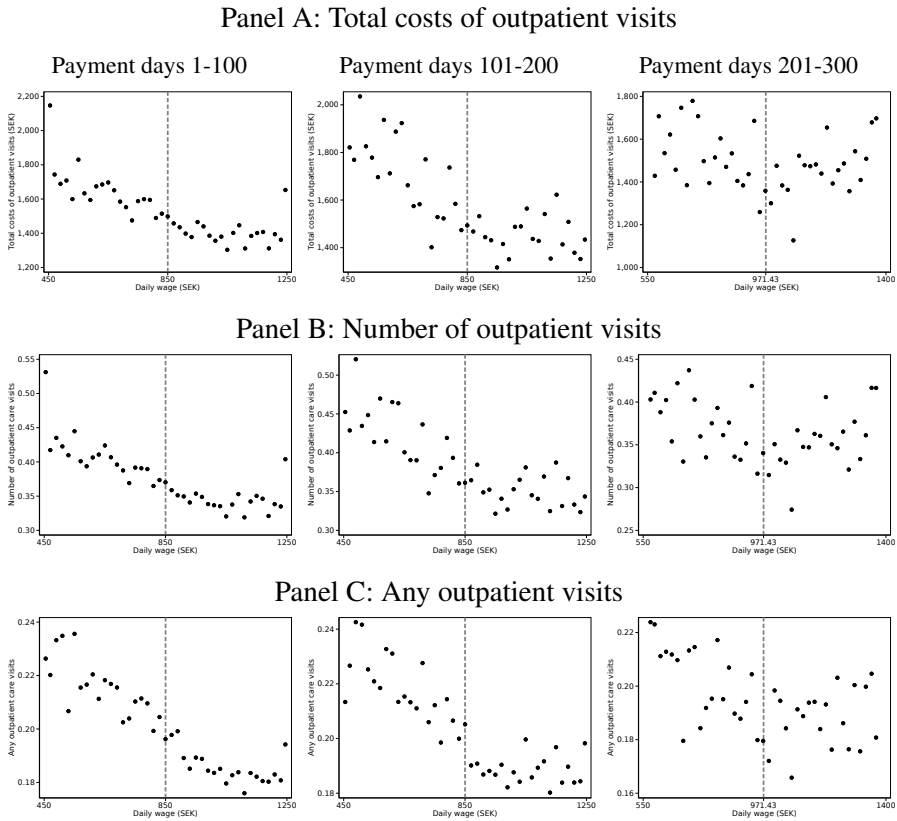 Panel A: Total costs of outpatient visits
Payment days 1-100
Payment days 101-200
Payment days 201-300
Total costs of outpatient visits (SEK)
2,200
2,000
1,800
1,600
1,400
1,200
450
850
1250
Daily wage (SEK)
Total costs of outpatient visits (SEK)
2,000
1,800
1,600
1,400
450
850
1250
Daily wage (SEK)
Total costs of outpatient visits (SEK)
1,800
1,600
1,400
1,200
1,000
550
971.43
1400
Daily wage (SEK)
Panel B: Number of outpatient visits
Number of outpatient care visits
0.55
0.50
0.45
0.40
0.35
0.30
450
850
1250
Daily wage (SEK)
Number of outpatient care visits
0.50
0.45
0.40
0.35
0.30
450
850
1250
Daily wage (SEK)
Number of outpatient care visits
0.45
0.40
0.35
0.30
0.25
550
971.43
1400
Daily wage (SEK)
Panel C: Any outpatient visits
Any outpatient care visits
0.24
0.22
0.20
0.18
450
850
1250
Daily wage (SEK)
Any outpatient care visits
0.24
0.22
0.20
0.18
450
850
1250
Daily wage (SEK)
Any outpatient care visits
0.22
0.20
0.18
0.16
550
971.43
1400
Daily wage (SEK)